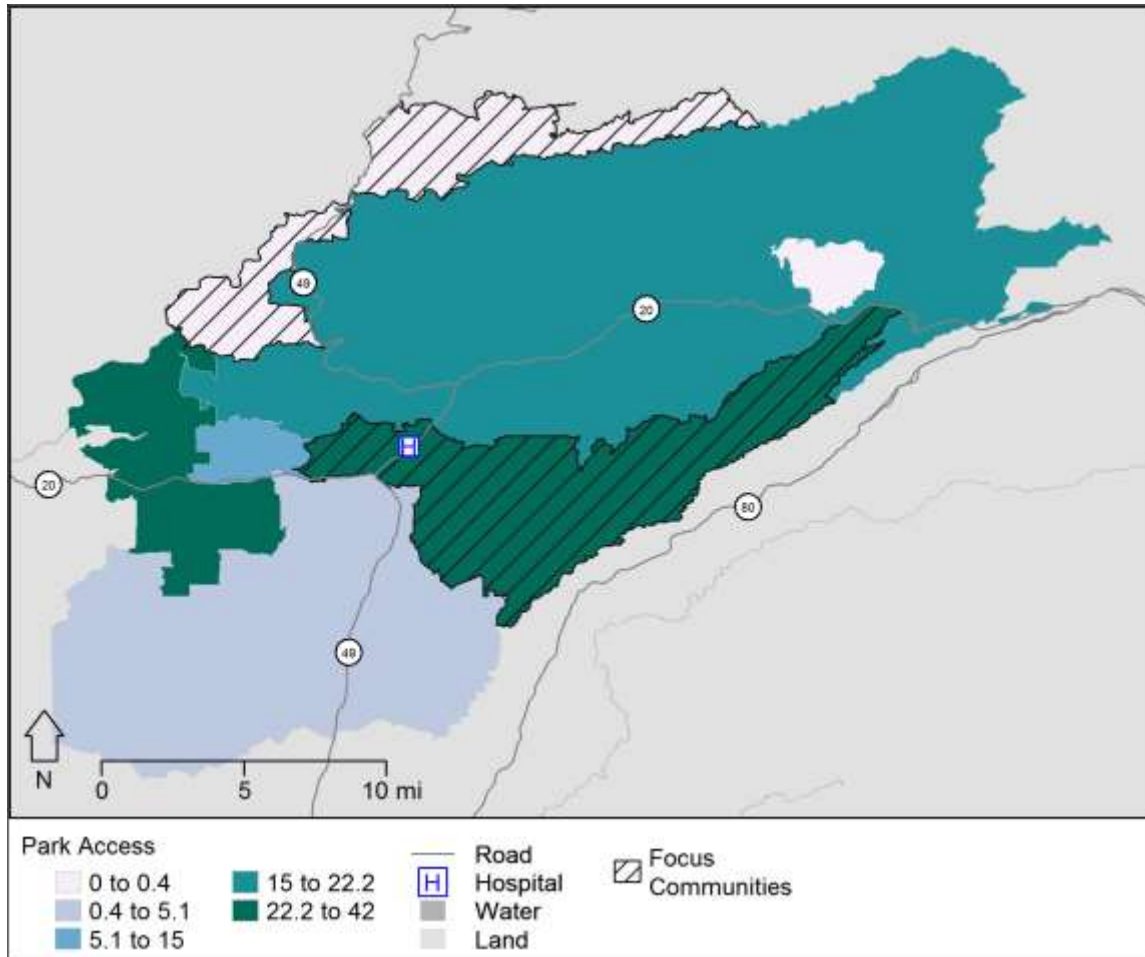 49
20
H
20
80
49
N
0 5 10 mi
Park Access
0 to 0.4
0.4 to 5.1
5.1 to 15
15 to 22.2
22.2 to 42
Road
H Hospital
Water
Land
Focus
Communities